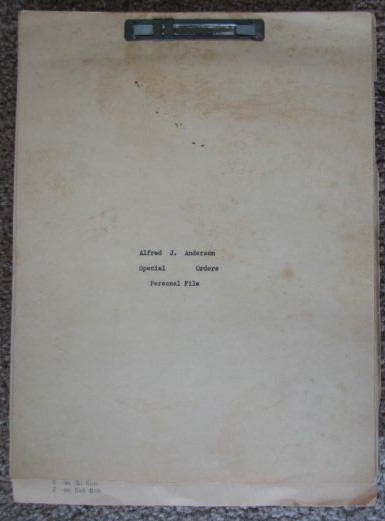 Alfred J. Anderson
Special Orders
Personal File